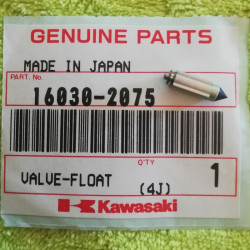 GENUINE PARTS
MADE IN JAPAN
PART. No.
16030-2075
Q'TY
VALVE-FLOAT (4J) 1
Kawasaki